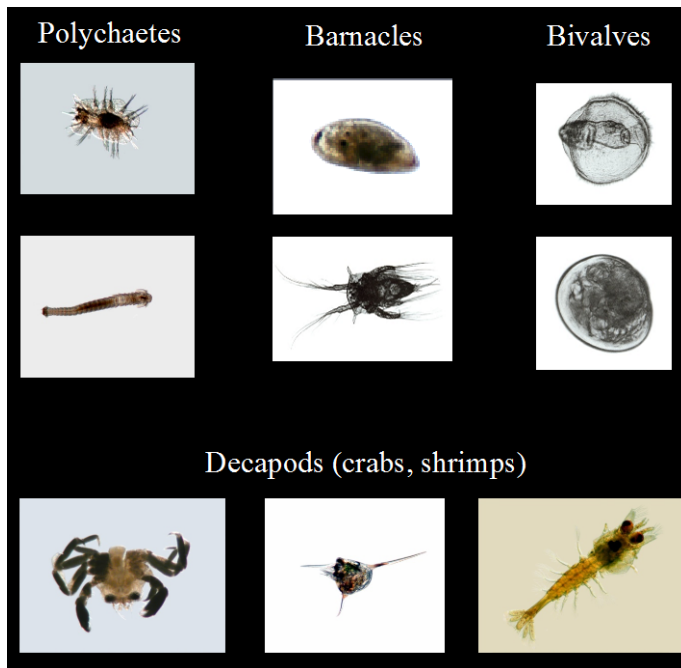 Polychaetes
Barnacles
Bivalves
Decapods (crabs, shrimps)